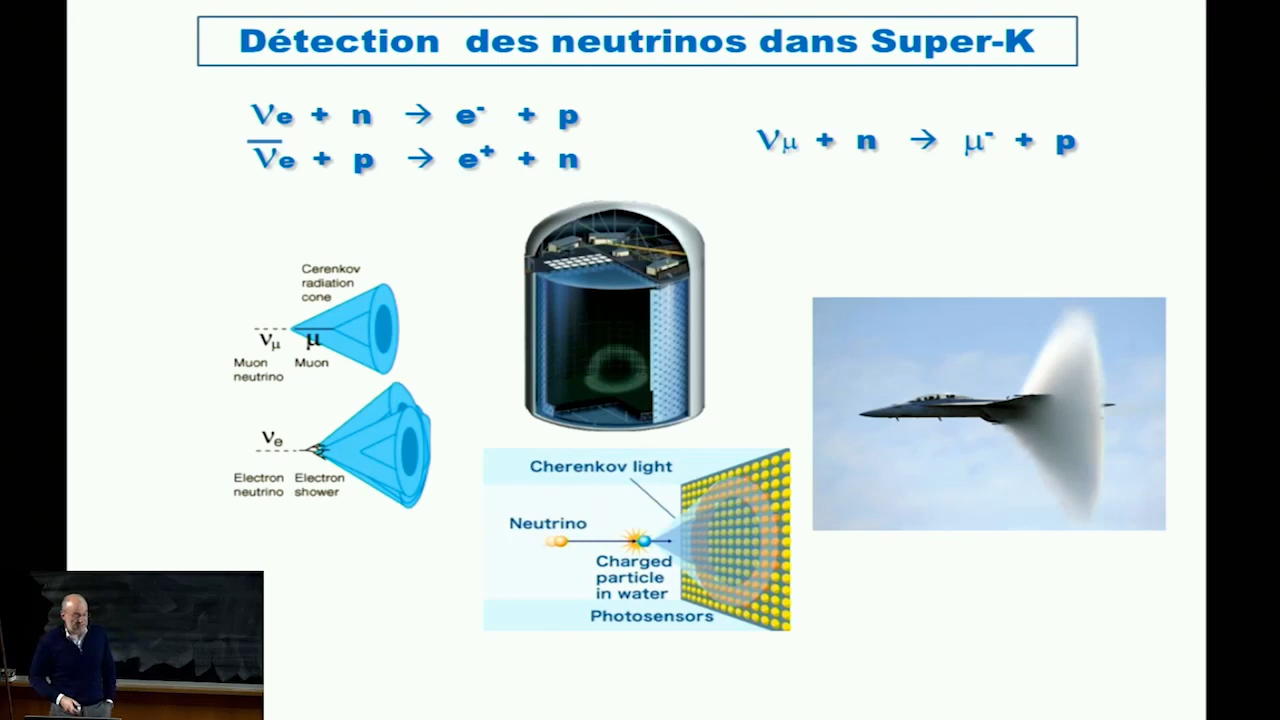 Détection des neutrinos dans Super-K
νe + n → e- + p
ν̅e + p → e+ + n
νμ + n → μ- + p
Cerenkov
radiation
cone
νμ μ
Muon
neutrino
Muon
νe
Electron
neutrino
Electron
shower
Cherenkov light
Neutrino
Charged
particle
in water
Photosensors